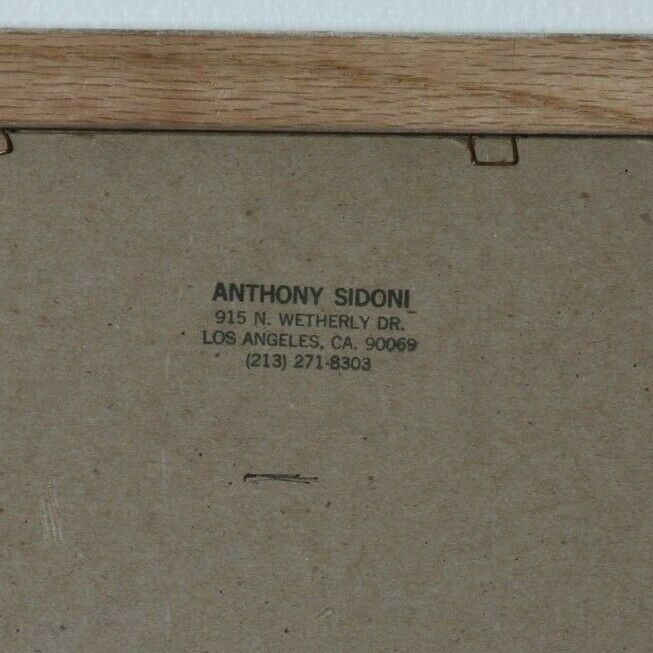 ANTHONY SIDONI
915 N. WETHERLY DR.
LOS ANGELES, CA. 90069
(213) 271-8303